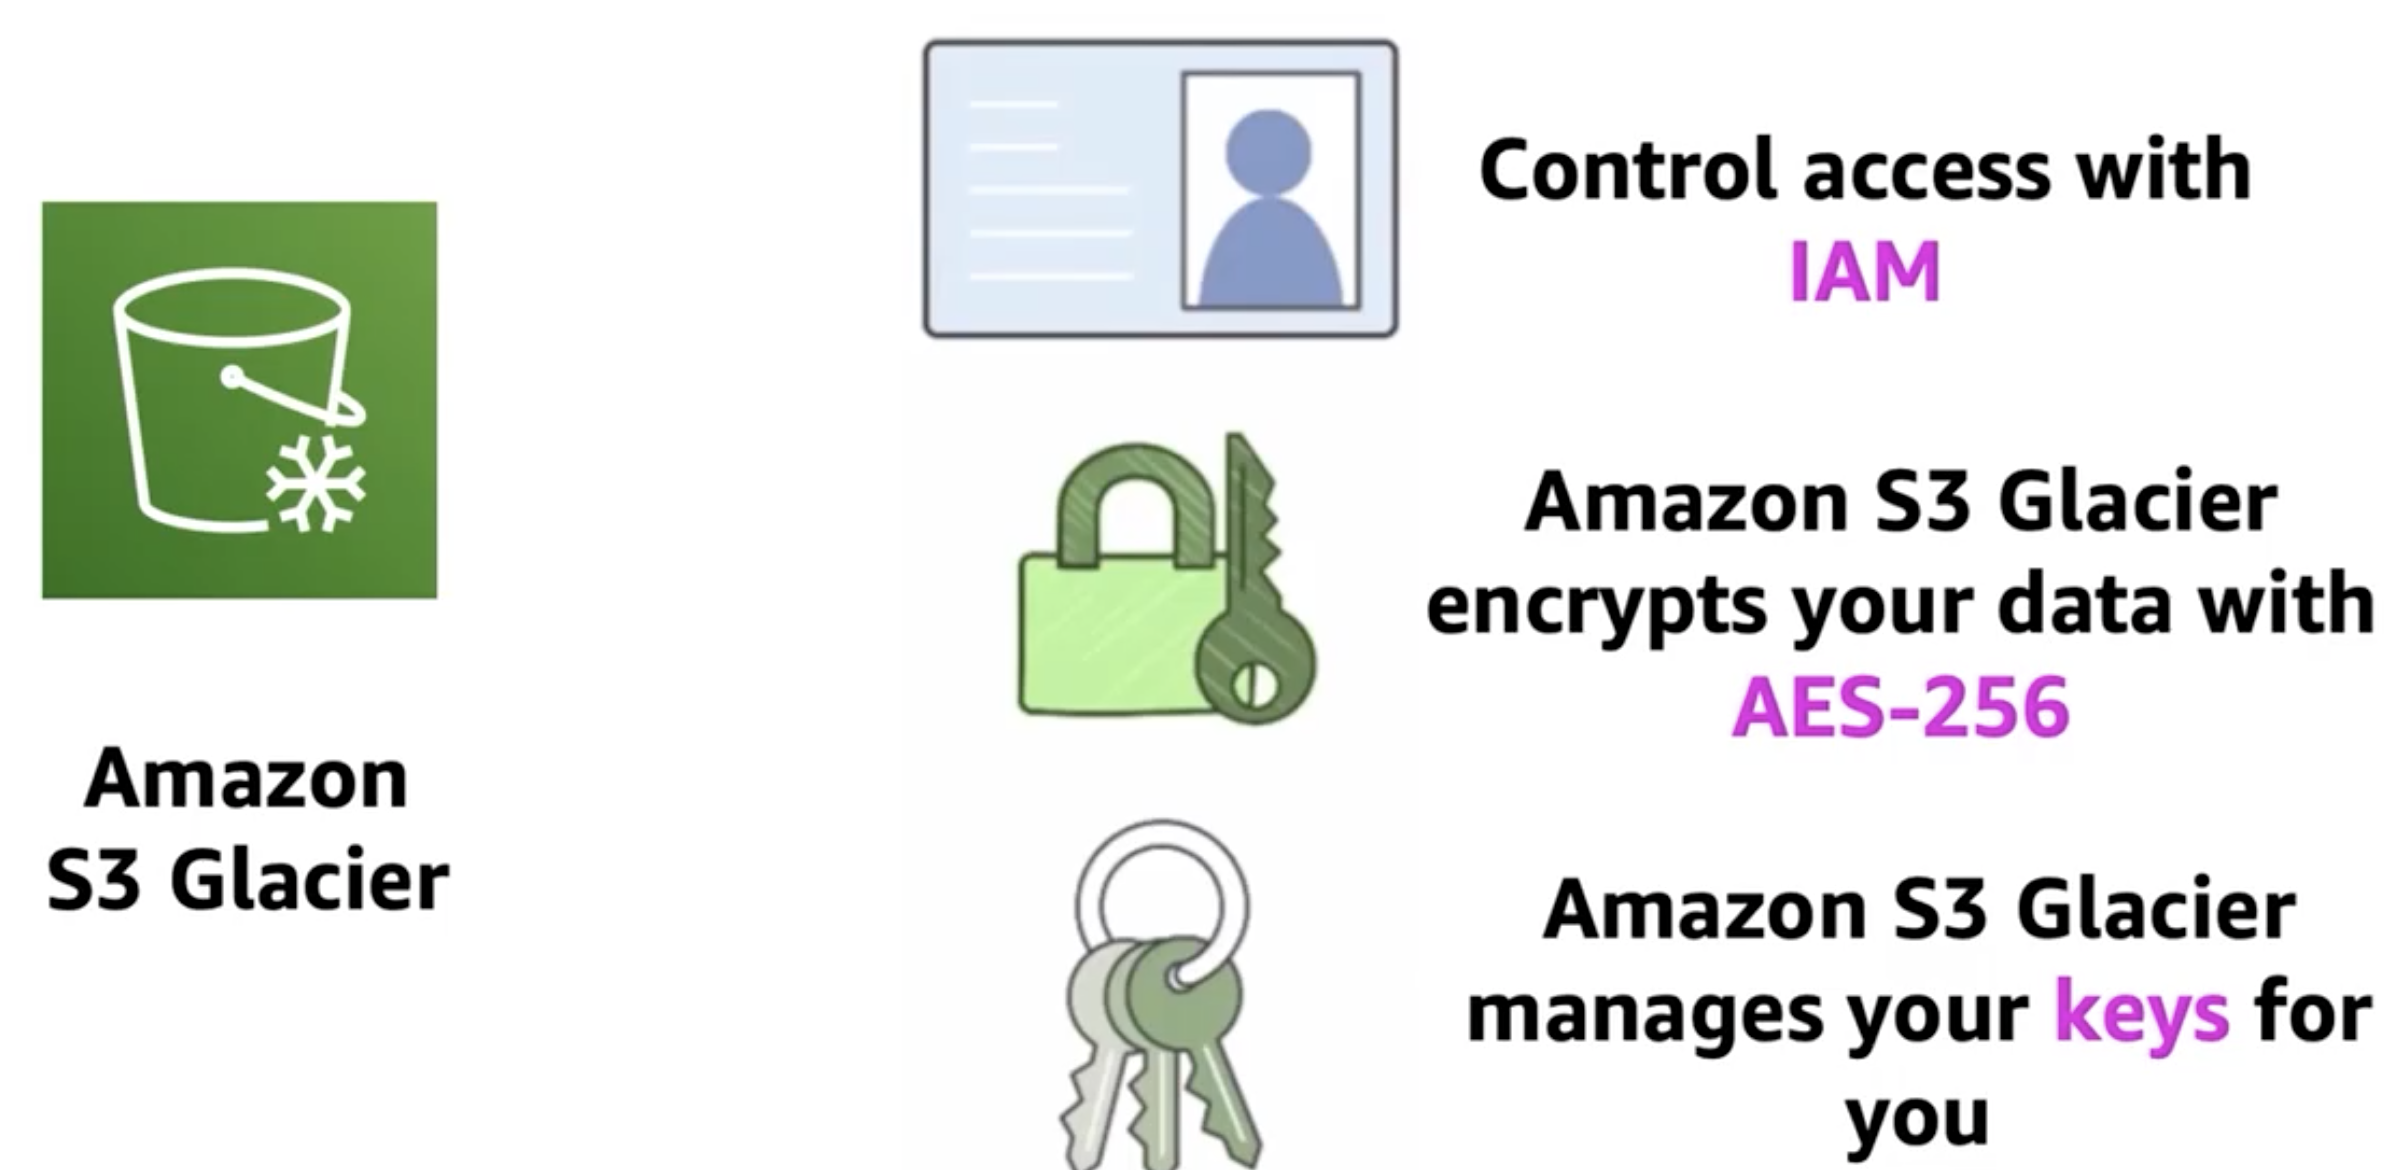 Amazon
S3 Glacier
Control access with
IAM
Amazon S3 Glacier
encrypts your data with
AES-256
Amazon S3 Glacier
manages your keys for
you